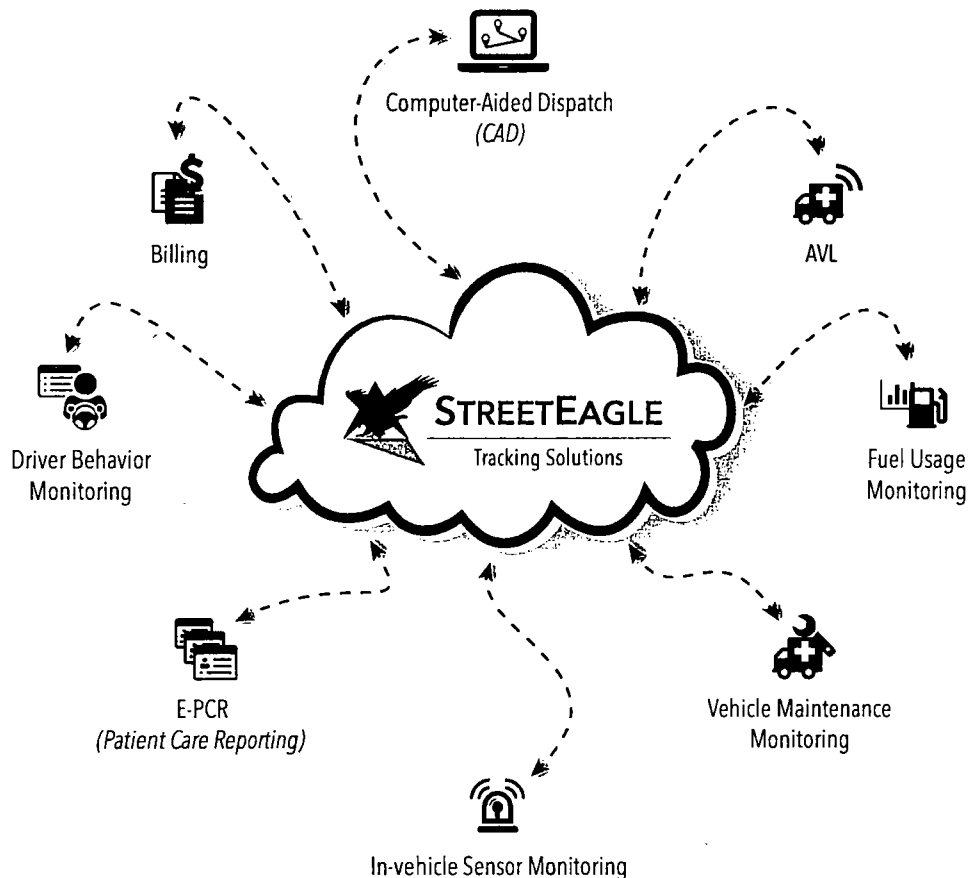 Computer-Aided Dispatch
(CAD)
Billing
AVL
STREETEAGLE
Tracking Solutions
Driver Behavior
Monitoring
Fuel Usage
Monitoring
E-PCR
(Patient Care Reporting)
Vehicle Maintenance
Monitoring
In-vehicle Sensor Monitoring